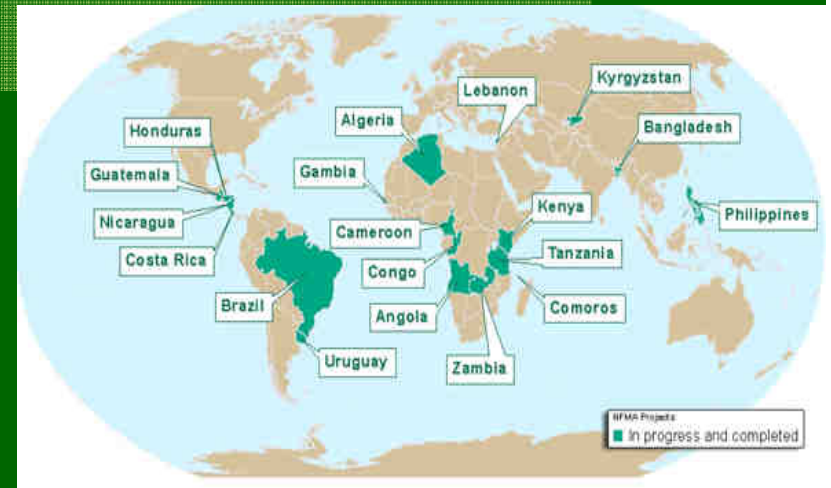 Kyrgyzstan
Lebanon
Algeria
Bangladesh
Honduras
Guatemala
Gambia
Kenya
Philippines
Nicaragua
Cameroon
Tanzania
Costa Rica
Congo
Brazil
Angola
Comoros
Uruguay
Zambia
NFMA Projects
In progress and completed